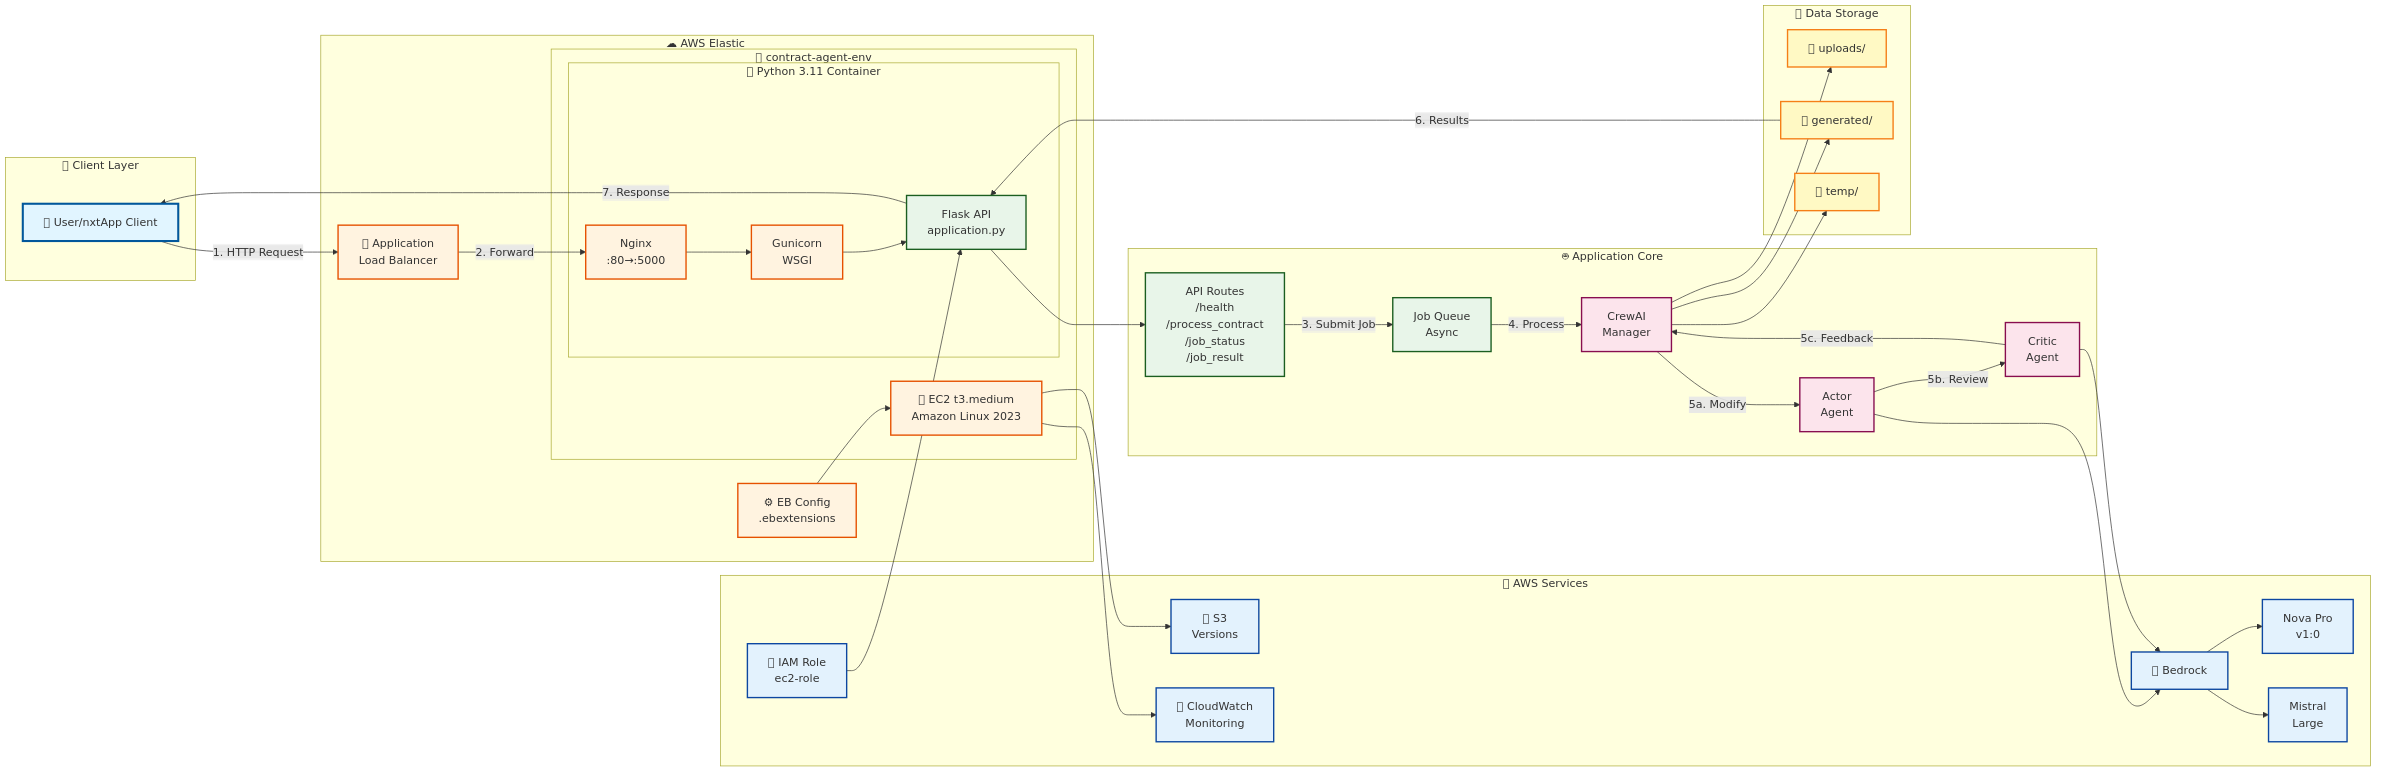 Client Layer
User/nxtApp Client
1. HTTP Request
☁ AWS Elastic
contract-agent-env
Python 3.11 Container
7. Response
Application
Load Balancer
2. Forward
Nginx
:80→:5000
Gunicorn
WSGI
Flask API
application.py
EC2 t3.medium
Amazon Linux 2023
⚙ EB Config
.ebextensions
6. Results
Data Storage
uploads/
generated/
temp/
Application Core
API Routes
/health
/process_contract
/job_status
/job_result
3. Submit Job
Job Queue
Async
4. Process
CrewAI
Manager
5c. Feedback
5a. Modify
Actor
Agent
5b. Review
Critic
Agent
AWS Services
IAM Role
ec2-role
S3
Versions
CloudWatch
Monitoring
Bedrock
Nova Pro
v1:0
Mistral
Large